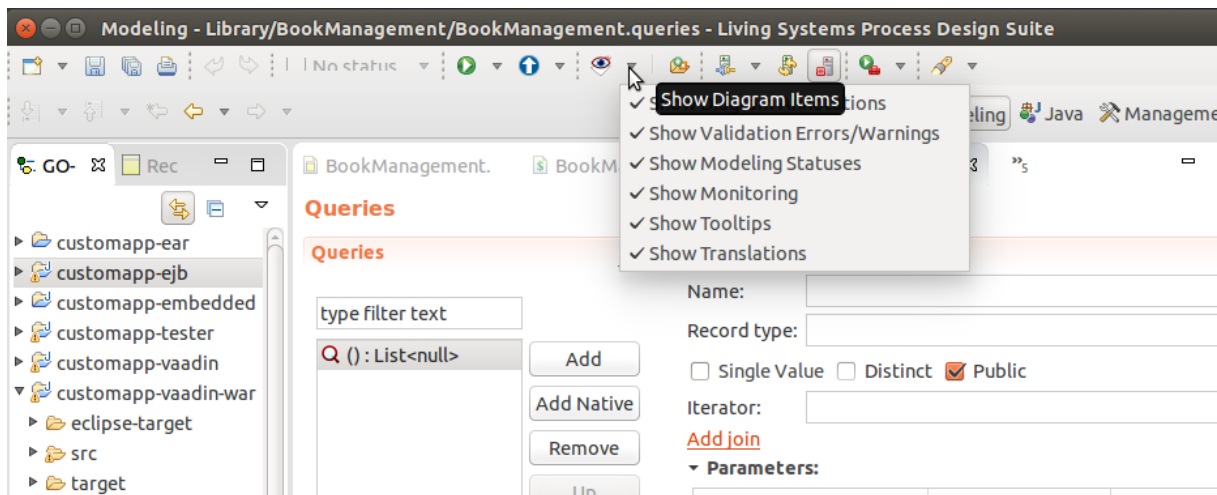 Modeling - Library/BookManagement/BookManagement.queries - Living Systems Process Design Suite
No status
Show Diagram Items
tions
Show Validation Errors/Warnings
Show Modeling Statuses
Show Monitoring
Show Tooltips
Show Translations
eling Java Manageme
GO- Rec
BookManagement. BookM
5
customapp-ear
customapp-ejb
customapp-embedded
customapp-tester
customapp-vaadin
customapp-vaadin-war
eclipse-target
src
target
Queries
Queries
type filter text
() : List<null>
Add
Add Native
Remove
Up
Name:
Record type:
Single Value Distinct Public
Iterator:
Add join
Parameters: